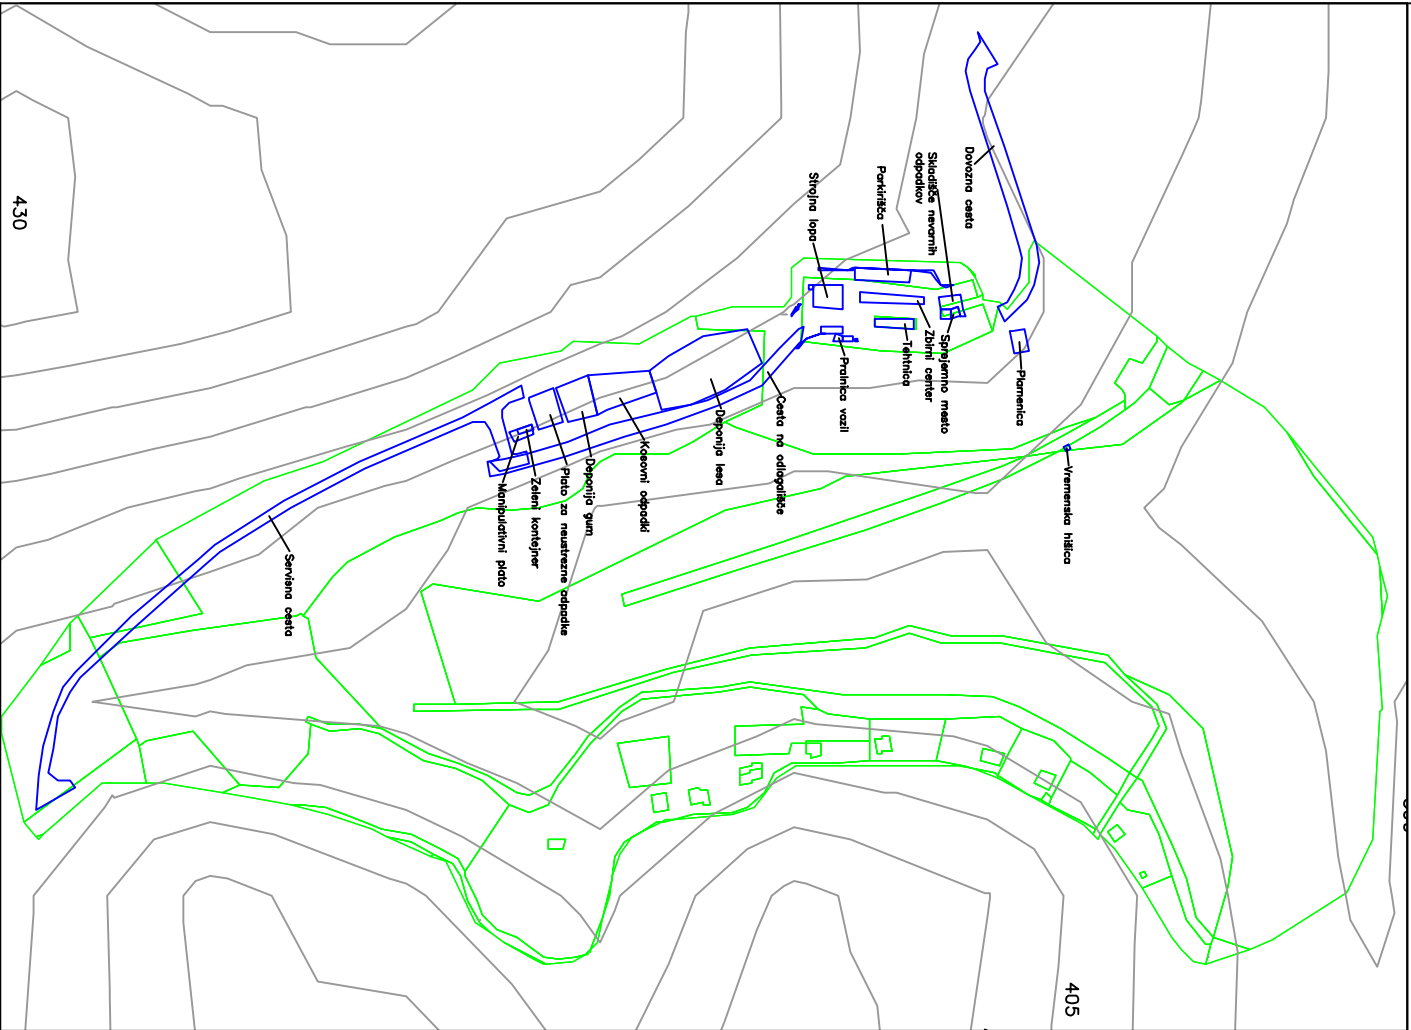 Dovozna cesta
Skladišče nevarnih
odpadkov
Parkirišča
Strojna lopa
Sprejemno mesto
Zbirni center
Tehtnica
Pralnica vozil
Plamenica
Vremenska hišica
Cesta na odlagališče
Deponija lesa
Kosovni odpadki
Deponija gum
Plato za neustrezne odpadke
Zeleni kontejner
Manipulativni plato
Servisna cesta
430
405